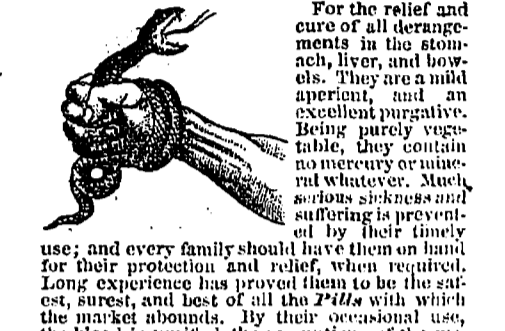 For the relief and
cure of all derange-
ments in the stom-
ach, liver, and bow-
els. They are a mild
aperient, and an
excellent purgative.
Being purely vege-
table, they contain
no mercury or mine-
ral whatever. Much
serious sickness and
suffering is prevent-
ed by their timely
use; and every family should have them on hand
for their protection and relief, when required.
Long experience has proved them to be the saf-
est, surest, and best of all the Pills with which
the market abounds. By their occasional use,